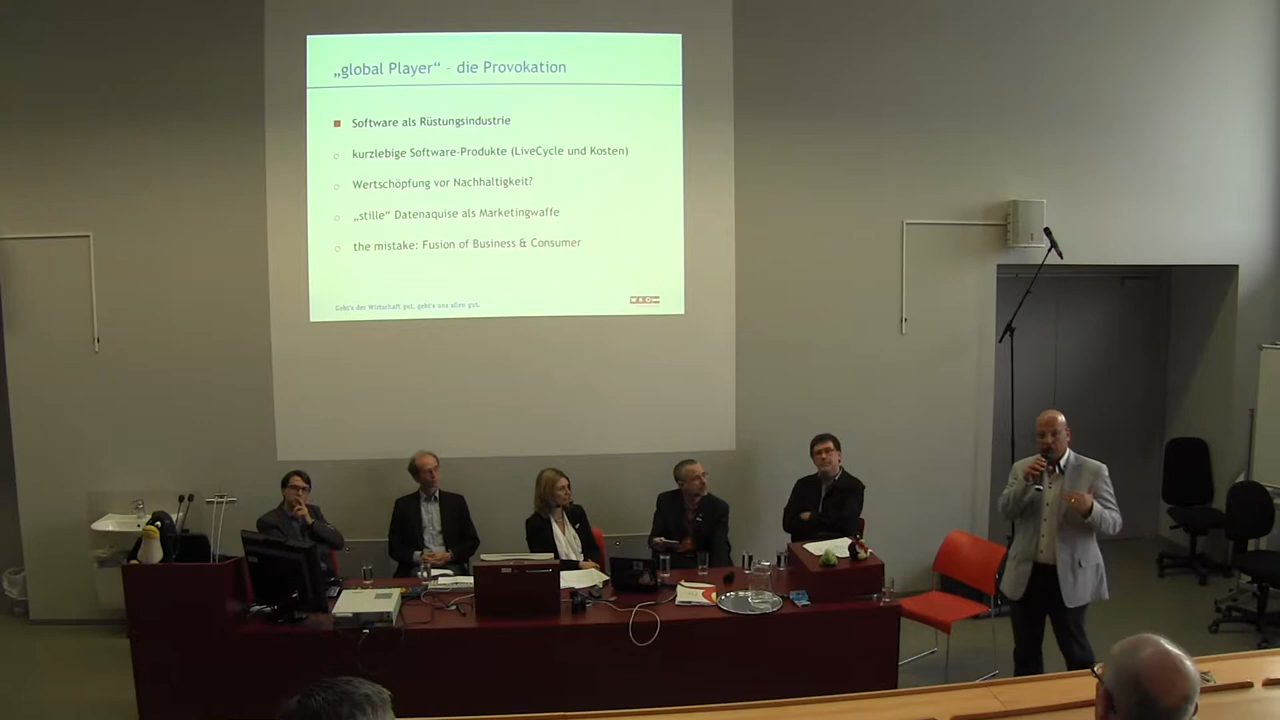 „global Player“ – die Provokation
Software als Rüstungsindustrie
kurzlebige Software-Produkte (LiveCycle und Kosten)
Wertschöpfung vor Nachhaltigkeit?
„stille“ Datenaquise als Marketingwaffe
the mistake: Fusion of Business & Consumer
Geht's der Wirtschaft gut, geht's uns allen gut.
WKO